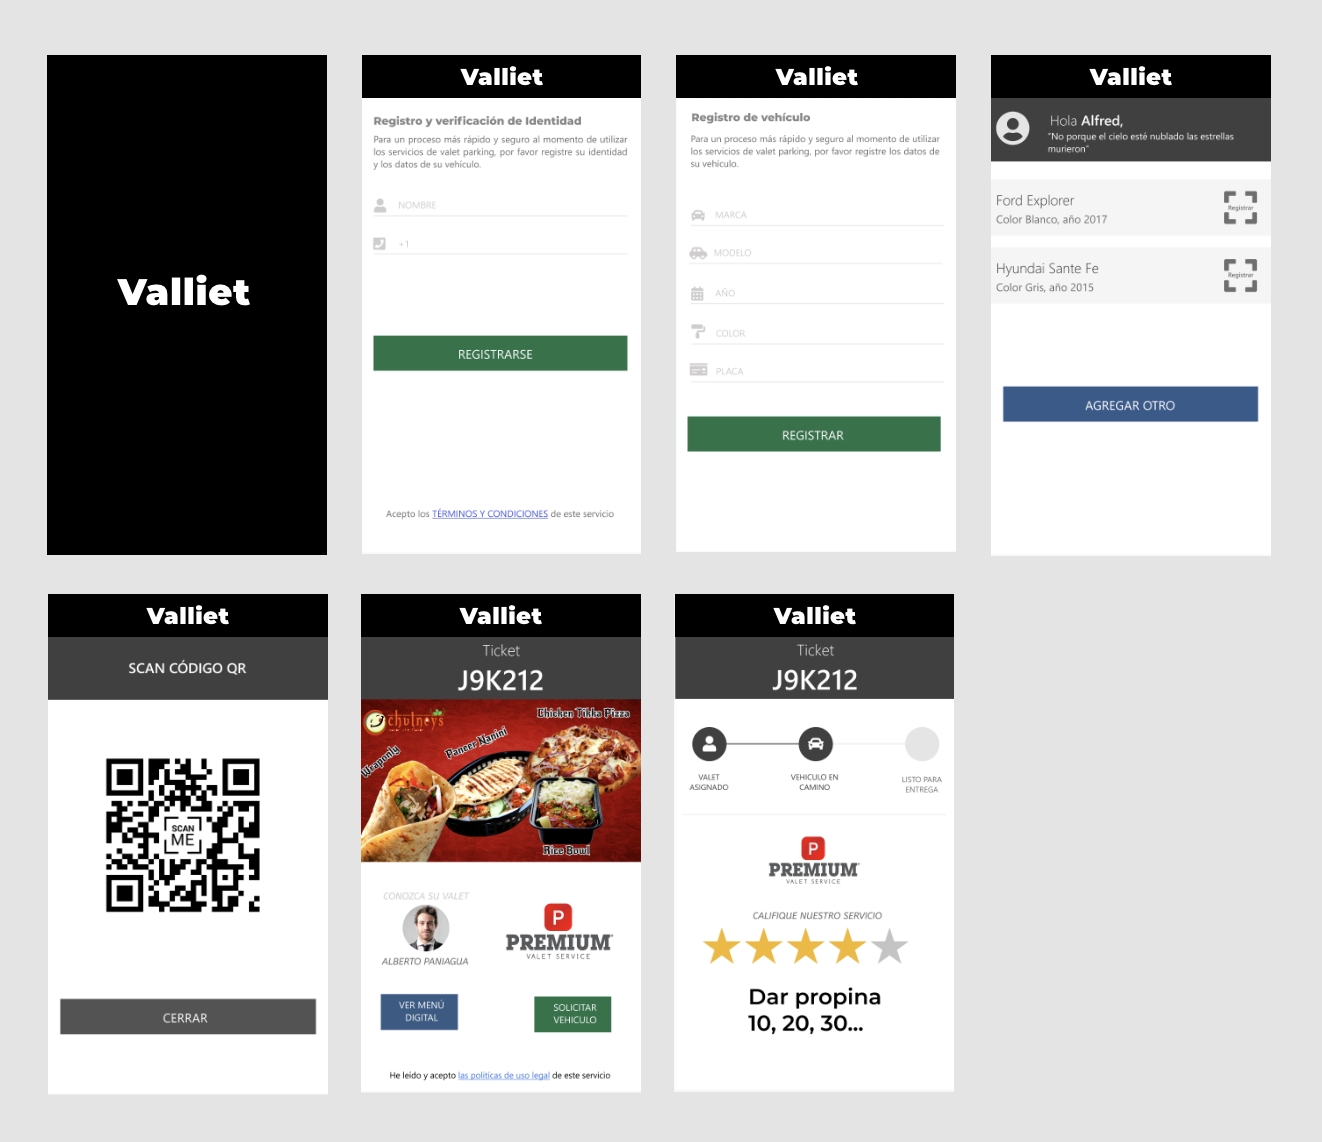 Valliet
Valliet
Registro y verificación de Identidad
Para un proceso más rápido y seguro al momento de utilizar
los servicios de valet parking, por favor registre su identidad
y los datos de su vehículo.
NOMBRE
+1
REGISTRARSE
Acepto los TÉRMINOS Y CONDICIONES de este servicio
Valliet
Registro de vehículo
Para un proceso más rápido y seguro al momento de utilizar
los servicios de valet parking, por favor registre los datos de
su vehículo.
MARCA
MODELO
AÑO
COLOR
PLACA
REGISTRAR
Valliet
Hola Alfred,
"No porque el cielo esté nublado las estrellas
murieron"
Ford Explorer
Color Blanco, año 2017
Registrar
Hyundai Sante Fe
Color Gris, año 2015
Registrar
AGREGAR OTRO
Valliet
SCAN CÓDIGO QR
SCAN
ME
CERRAR
Valliet
Ticket
J9K212
chutneys
Chicken Tikka Pizza
Paneer Nanini
Wraponly
Rice Bowl
CONOZCA SU VALET
ALBERTO PANIAGUA
P
PREMIUM
VALET SERVICE
VER MENÚ
DIGITAL
SOLICITAR
VEHICULO
He leído y acepto las políticas de uso legal de este servicio
Valliet
Ticket
J9K212
VALET
ASIGNADO
VEHICULO EN
CAMINO
LISTO PARA
ENTREGA
P
PREMIUM
VALET SERVICE
CALIFIQUE NUESTRO SERVICIO
Dar propina
10, 20, 30...